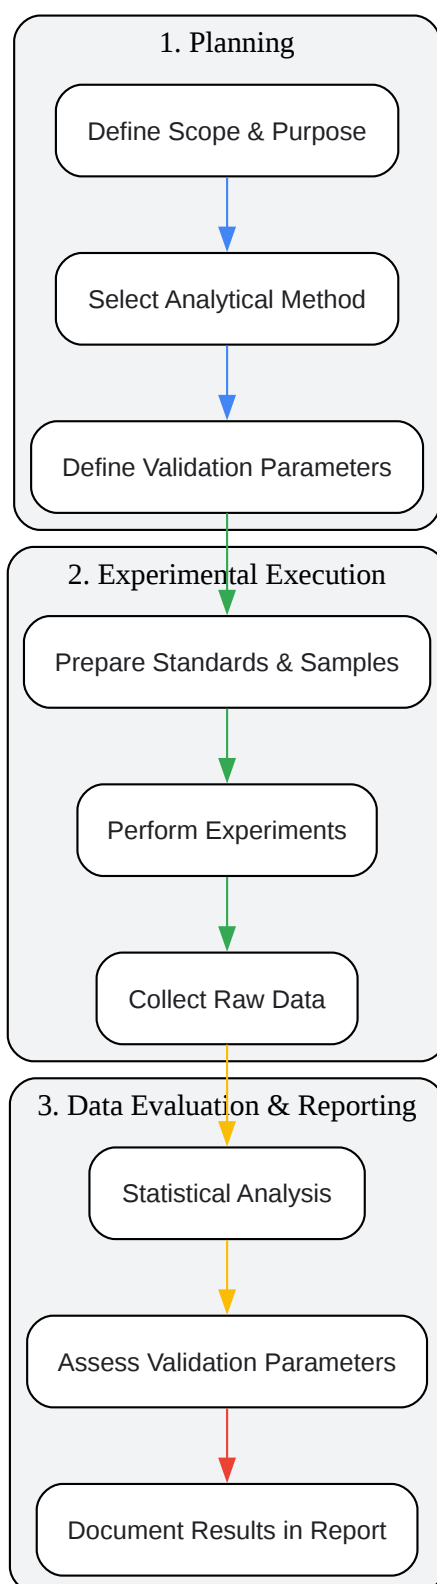 1. Planning
Define Scope & Purpose
Select Analytical Method
Define Validation Parameters
2. Experimental Execution
Prepare Standards & Samples
Perform Experiments
Collect Raw Data
3. Data Evaluation & Reporting
Statistical Analysis
Assess Validation Parameters
Document Results in Report